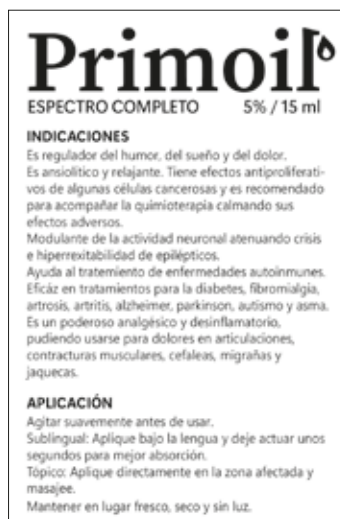 Primoil
ESPECTRO COMPLETO 5% / 15 ml
INDICACIONES
Es regulador del humor, del sueño y del dolor.
Es ansiolítico y relajante. Tiene efectos antiproliferati-
vos de algunas células cancerosas y es recomendado
para acompañar la quimioterapia calmando sus
efectos adversos.
Modulante de la actividad neuronal atenuando crisis
e hiperrexitabilidad de epilépticos.
Ayuda al tratemiento de enfermedades autoinmunes.
Eficáz en tratamientos para la diabetes, fibromialgia,
artrosis, artritis, alzheimer, parkinson, autismo y asma.
Es un poderoso analgésico y desinflamatorio,
pudiendo usarse para dolores en articulaciones,
contracturas musculares, cefaleas, migrañas y
jaquecas.
APLICACIÓN
Agitar suavemente antes de usar.
Sublingual: Aplique bajo la lengua y deje actuar unos
segundos para mejor absorción.
Tópico: Aplique directamente en la zona afectada y
masajee.
Mantener en lugar fresco, seco y sin luz.